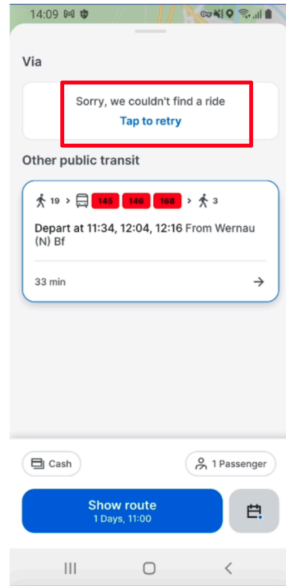 14:09
Via
Sorry, we couldn't find a ride
Tap to retry
Other public transit
19 > 145 146 168 > 3
Depart at 11:34, 12:04, 12:16 From Wernau
(N) Bf
33 min
Cash
1 Passenger
Show route
1 Days, 11:00